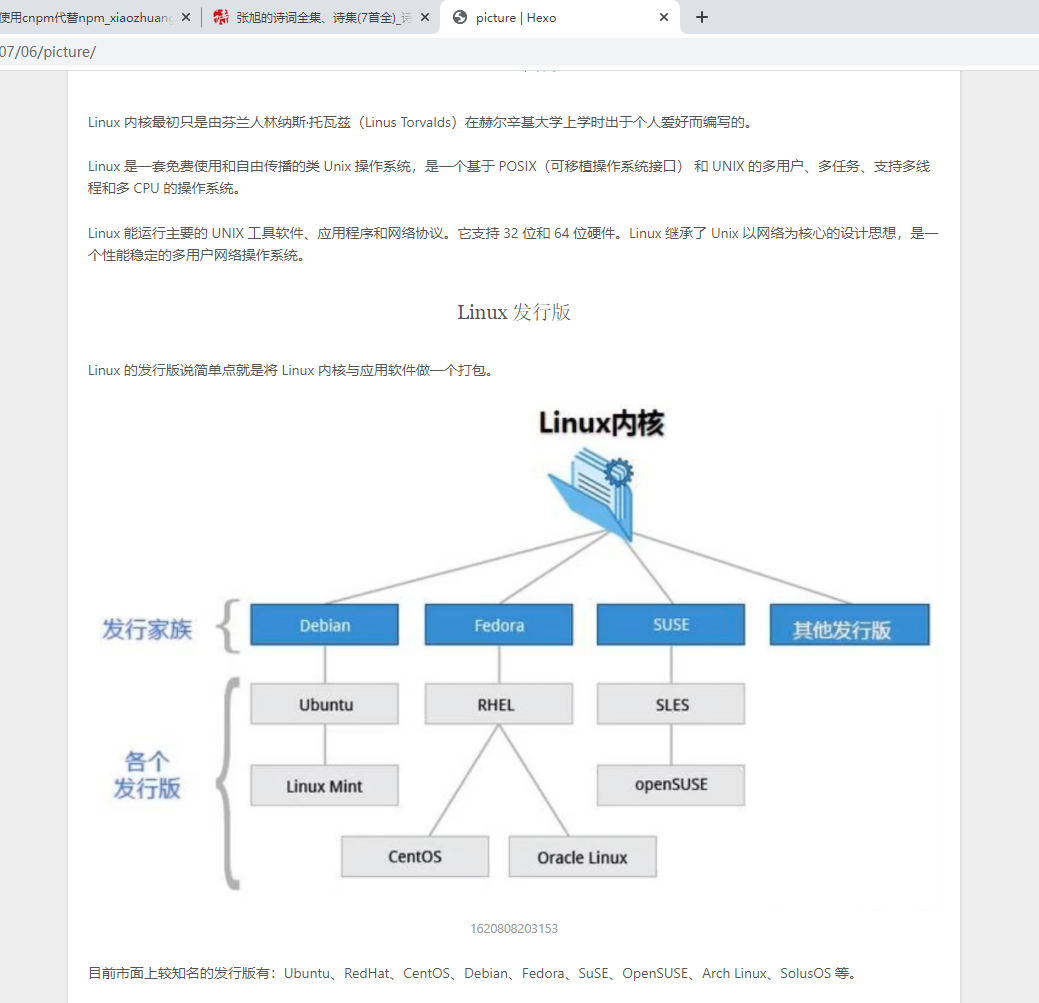 使用cnpm代替npm_xiaozhuang
张旭的诗词全集、诗集(7首全)_诗
picture | Hexo
07/06/picture/
Linux 内核最初只是由芬兰人林纳斯·托瓦兹（Linus Torvalds）在赫尔辛基大学上学时出于个人爱好而编写的。
Linux 是一套免费使用和自由传播的类 Unix 操作系统，是一个基于 POSIX（可移植操作系统接口） 和 UNIX 的多用户、多任务、支持多线
程和多 CPU 的操作系统。
Linux 能运行主要的 UNIX 工具软件、应用程序和网络协议。它支持 32 位和 64 位硬件。Linux 继承了 Unix 以网络为核心的设计思想，是一
个性能稳定的多用户网络操作系统。
Linux 发行版
Linux 的发行版说简单点就是将 Linux 内核与应用软件做一个打包。
Linux内核
发行家族
Debian
Fedora
SUSE
其他发行版
Ubuntu
RHEL
SLES
各个
发行版
Linux Mint
openSUSE
CentOS
Oracle Linux
1620808203153
目前市面上较知名的发行版有：Ubuntu、RedHat、CentOS、Debian、Fedora、SuSE、OpenSUSE、Arch Linux、SolusOS 等。